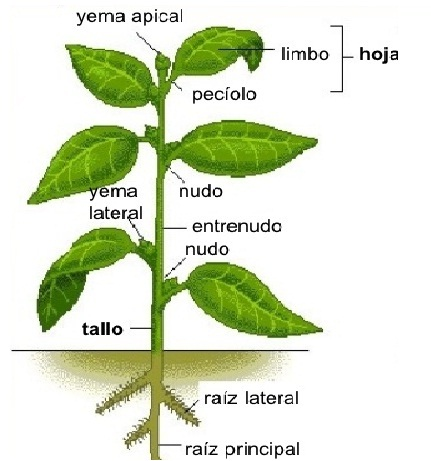 yema apical
limbo
hoja
pecíolo
yema
lateral
nudo
entrenudo
nudo
tallo
raíz lateral
raíz principal